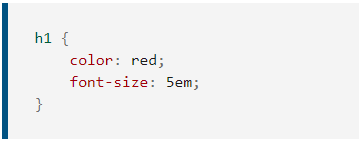 h1 {
    color: red;
    font-size: 5em;
}